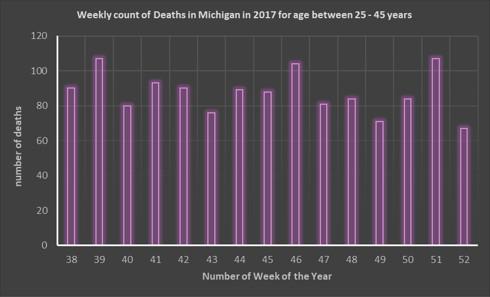 Weekly count of Deaths in Michigan in 2017 for age between 25 - 45 years
120
100
80
60
40
20
0
number of deaths
38 39 40 41 42 43 44 45 46 47 48 49 50 51 52
Number of Week of the Year